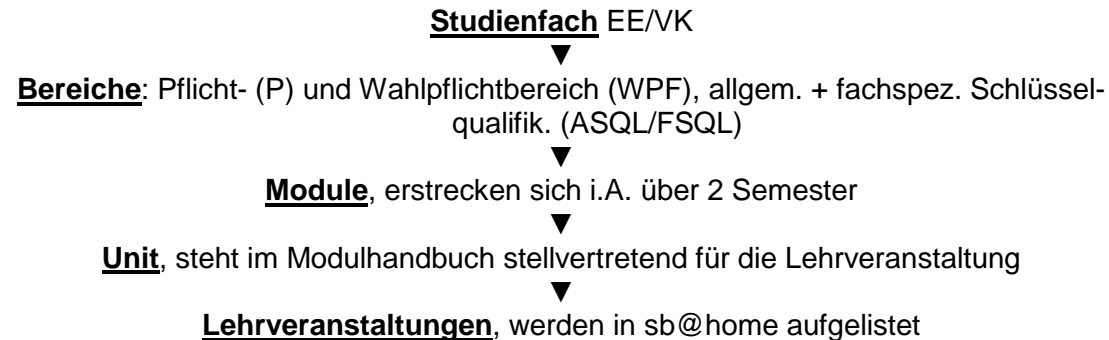 Studienfach EE/VK
▼
Bereiche: Pflicht- (P) und Wahlpflichtbereich (WPF), allgem. + fachspez. Schlüssel-
qualifik. (ASQL/FSQL)
▼
Module, erstrecken sich i.A. über 2 Semester
▼
Unit, steht im Modulhandbuch stellvertretend für die Lehrveranstaltung
▼
Lehrveranstaltungen, werden in sb@home aufgelistet